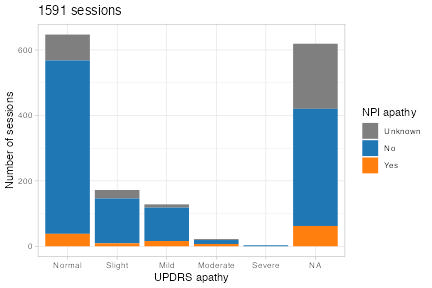 1591 sessions
Number of sessions
600
400
200
0
Normal Slight Mild Moderate Severe NA
UPDRS apathy
NPI apathy
Unknown
No
Yes